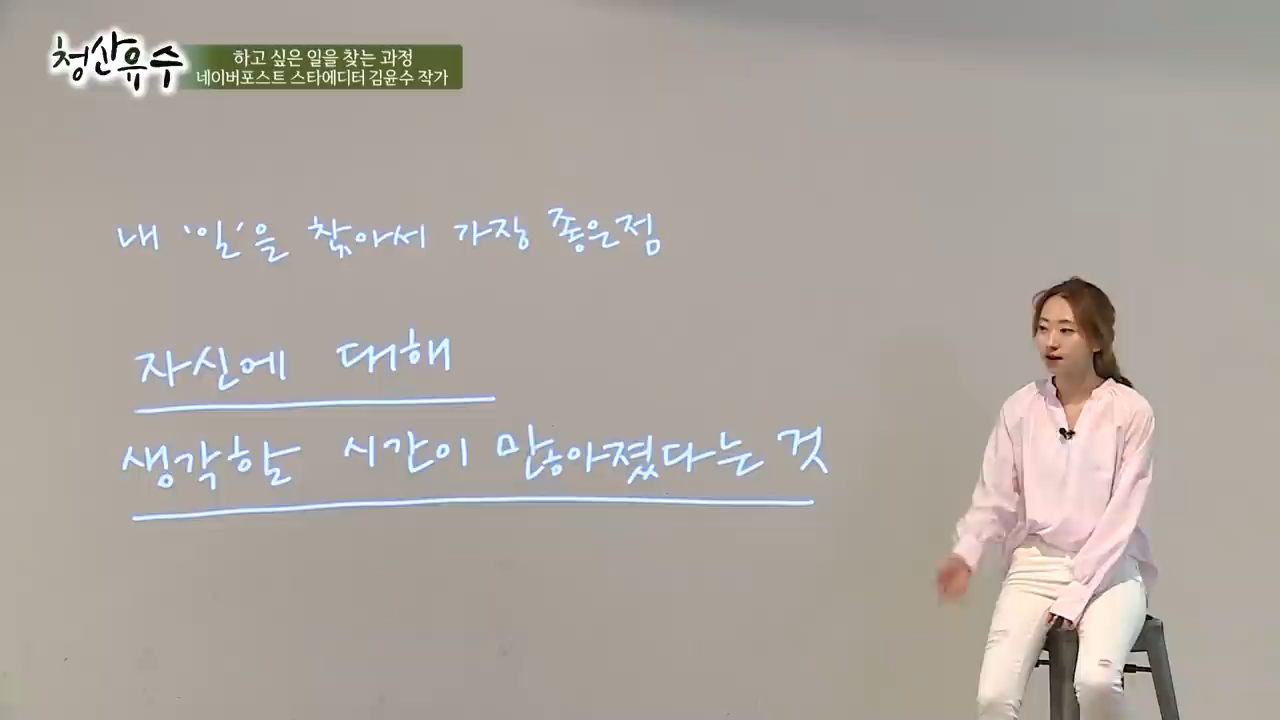 청산유수
하고 싶은 일을 찾는 과정
네이버포스트 스타에디터 김윤수 작가
내 '일'을 찾아서 가장 좋은점
자신에 대해
생각할 시간이 많아졌다는 것